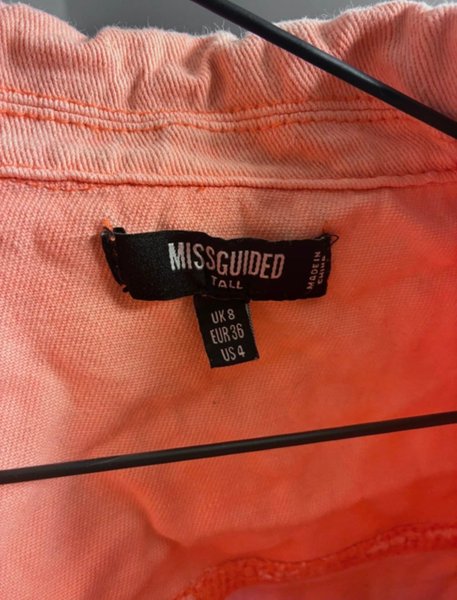 MISSGUIDED
TALL
MADE IN
CHINA
UK 8
EUR 36
US 4